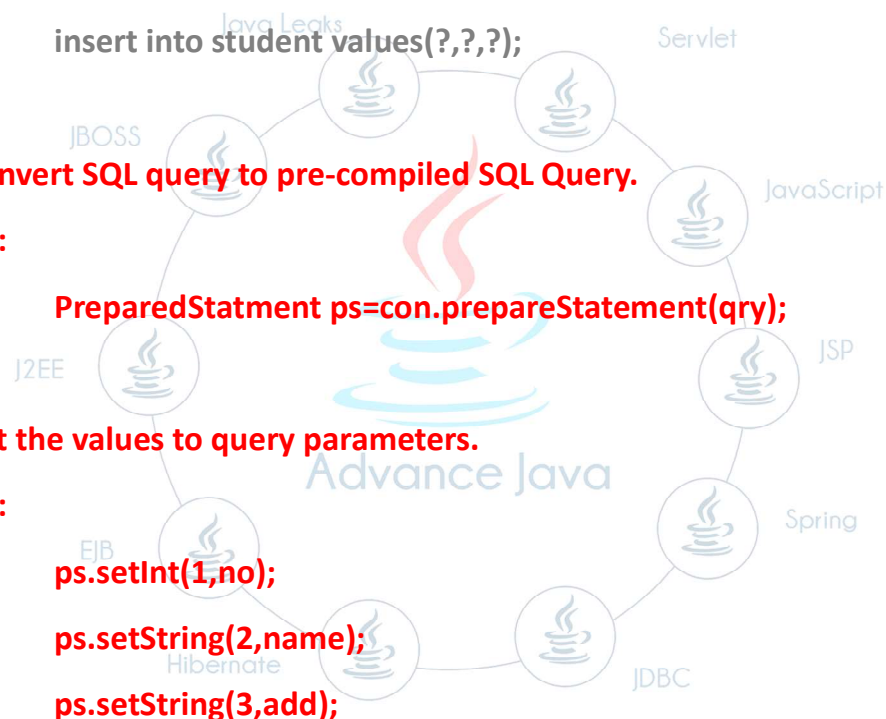 Java Leaks
insert into student values(?,?,?);
Servlet
JBOSS
nvert SQL query to pre-compiled SQL Query.
JavaScript
:
PreparedStatment ps=con.prepareStatement(qry);
JSP
J2EE
t the values to query parameters.
Advance Java
:
Spring
EJB
ps.setInt(1,no);
ps.setString(2,name);
Hibernate
JDBC
ps.setString(3,add);